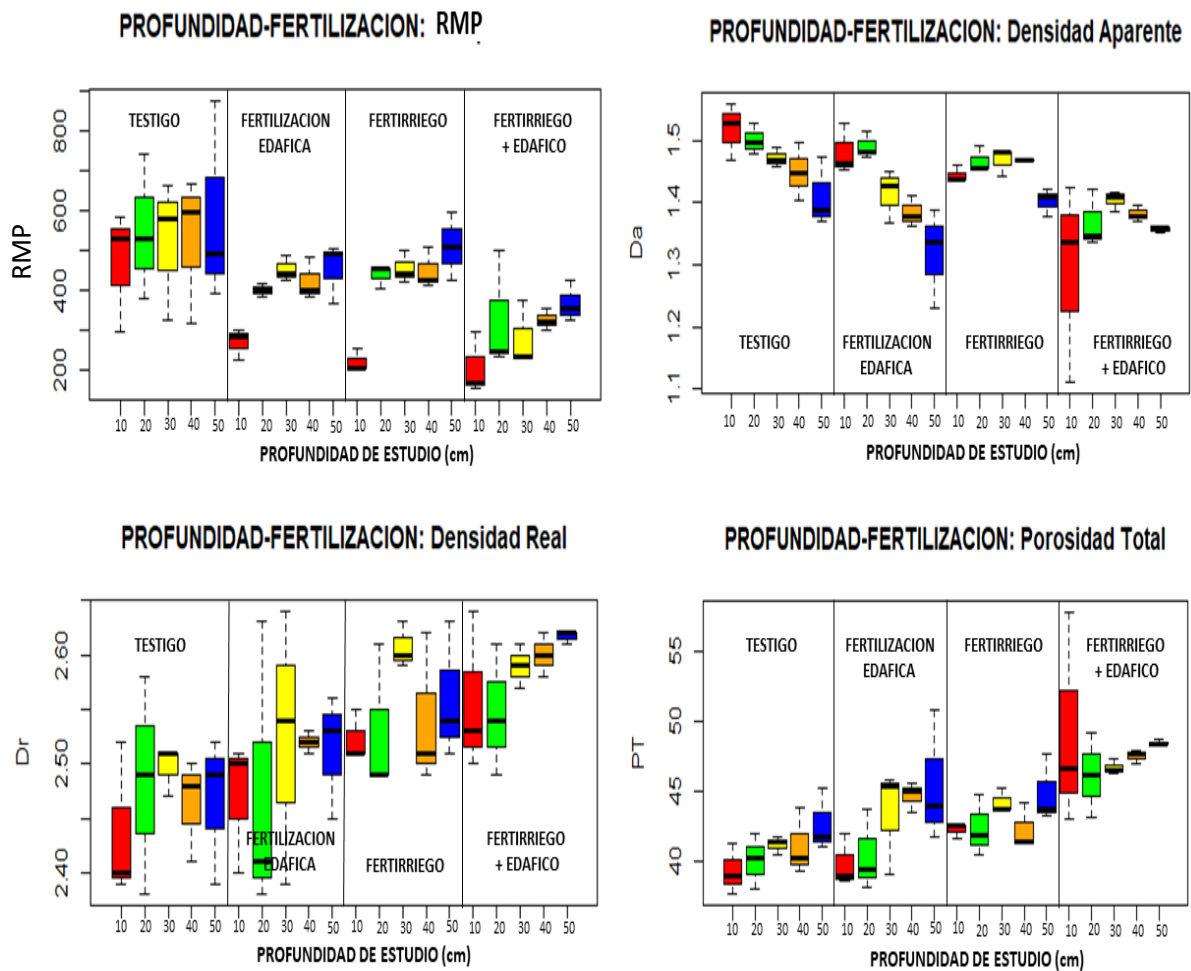 PROFUNDIDAD-FERTILIZACION: RMP
RMP
800
600
400
200
TESTIGO
FERTILIZACION
EDAFICA
FERTIRRIEGO
FERTIRRIEGO
+ EDAFICO
10 20 30 40 50 10 20 30 40 50 10 20 30 40 50 10 20 30 40 50
PROFUNDIDAD DE ESTUDIO (cm)
PROFUNDIDAD-FERTILIZACION: Densidad Aparente
Da
1.5
1.4
1.3
1.2
1.1
TESTIGO
FERTILIZACION
EDAFICA
FERTIRRIEGO
FERTIRRIEGO
+ EDAFICO
10 20 30 40 50 10 20 30 40 50 10 20 30 40 50 10 20 30 40 50
PROFUNDIDAD DE ESTUDIO (cm)
PROFUNDIDAD-FERTILIZACION: Densidad Real
Dr
2.60
2.50
2.40
TESTIGO
FERTILIZACION
EDAFICA
FERTIRRIEGO
FERTIRRIEGO
+ EDAFICO
10 20 30 40 50 10 20 30 40 50 10 20 30 40 50 10 20 30 40 50
PROFUNDIDAD DE ESTUDIO (cm)
PROFUNDIDAD-FERTILIZACION: Porosidad Total
PT
55
50
45
40
TESTIGO
FERTILIZACION
EDAFICA
FERTIRRIEGO
FERTIRRIEGO
+ EDAFICO
10 20 30 40 50 10 20 30 40 50 10 20 30 40 50 10 20 30 40 50
PROFUNDIDAD DE ESTUDIO (cm)